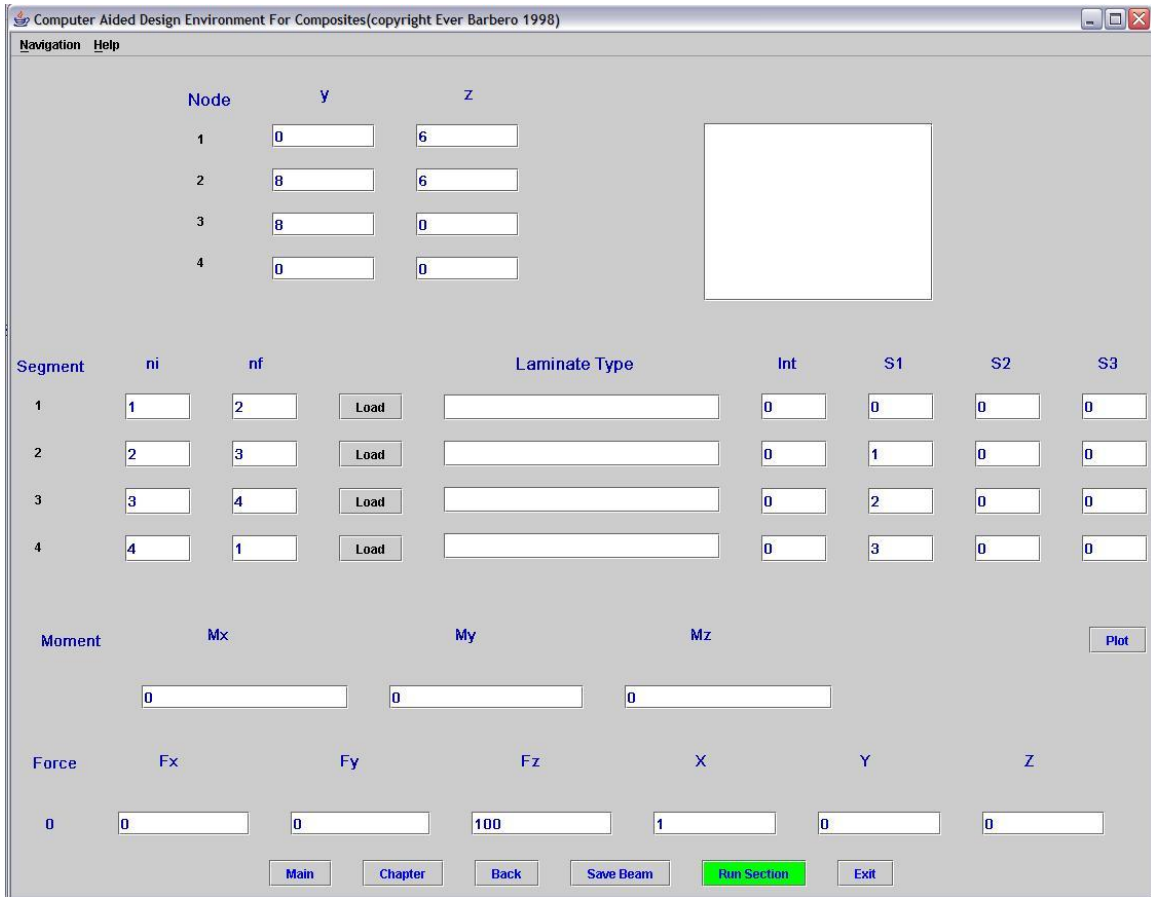 Computer Aided Design Environment For Composites(copyright Ever Barbero 1998)
Navigation Help
Node y z
1 0 6
2 8 6
3 8 0
4 0 0
Segment ni nf Laminate Type Int S1 S2 S3
1 1 2 Load 0 0 0 0
2 2 3 Load 0 1 0 0
3 3 4 Load 0 2 0 0
4 4 1 Load 0 3 0 0
Moment Mx My Mz Plot
0 0 0
Force Fx Fy Fz X Y Z
0 0 0 100 1 0 0
Main Chapter Back Save Beam Run Section Exit